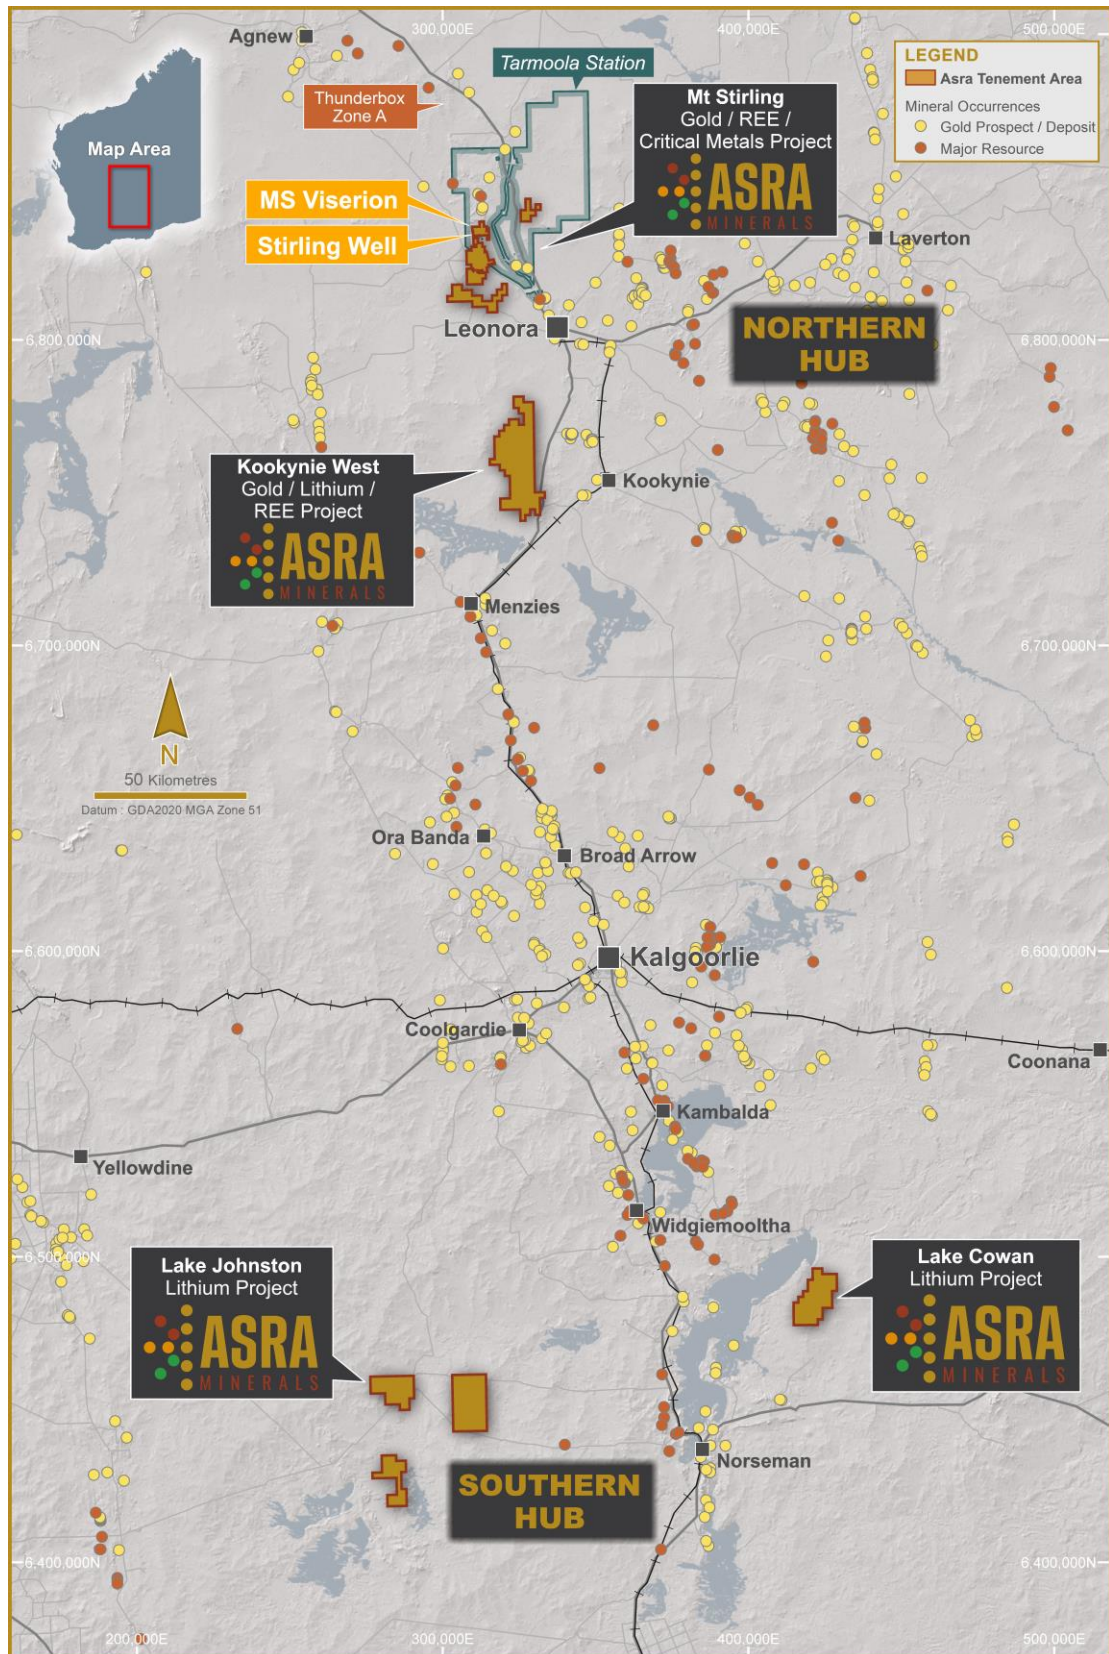 300,000E
400,000E
500,000E
Agnew
Tarmoola Station
LEGEND
Asra Tenement Area
Mineral Occurrences
Gold Prospect / Deposit
Major Resource
Thunderbox
Zone A
Mt Stirling
Gold / REE /
Critical Metals Project
ASRA
MINERALS
Map Area
MS Viserion
Stirling Well
Laverton
Leonora
NORTHERN
HUB
6,800,000N
6,800,000N
Kookynie West
Gold / Lithium /
REE Project
ASRA
MINERALS
Kookynie
Menzies
6,700,000N
6,700,000N
N
50 Kilometres
Datum : GDA2020 MGA Zone 51
Ora Banda
Broad Arrow
6,600,000N
6,600,000N
Kalgoorlie
Coolgardie
Coonana
Kambalda
Yellowdine
Widgiemooltha
6,500,000N
6,500,000N
Lake Johnston
Lithium Project
ASRA
MINERALS
Lake Cowan
Lithium Project
ASRA
MINERALS
Norseman
SOUTHERN
HUB
6,400,000N
6,400,000N
200,000E
300,000E
400,000E
500,000E